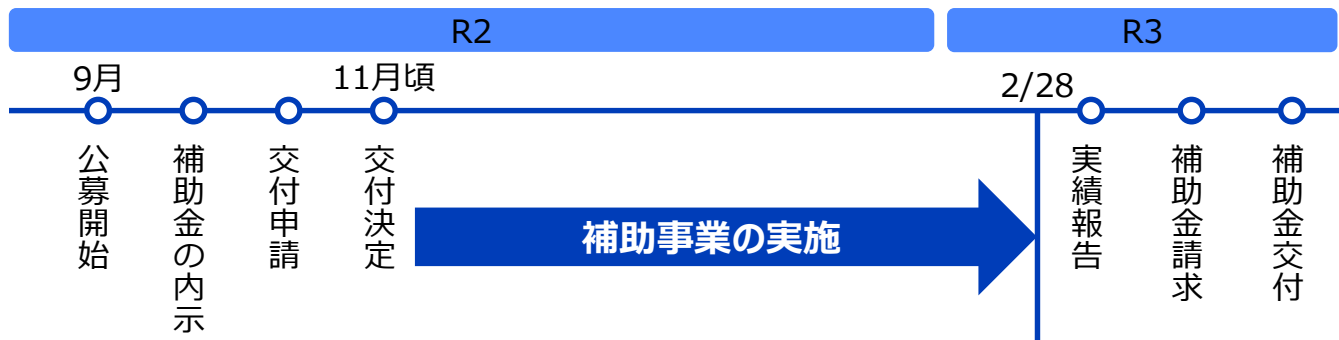 R2
R3
9月
11月頃
2/28
公募開始
補助金の内示
交付申請
交付決定
補助事業の実施
実績報告
補助金請求
補助金交付